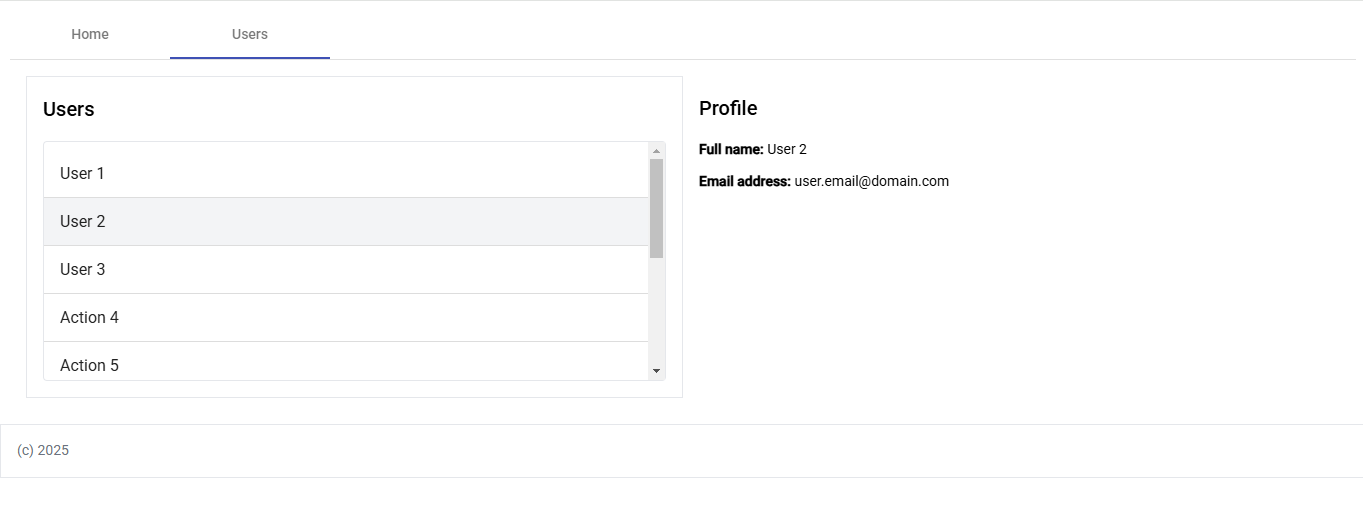 Home Users
Users
User 1
User 2
User 3
Action 4
Action 5
Profile
Full name: User 2
Email address: user.email@domain.com
(c) 2025